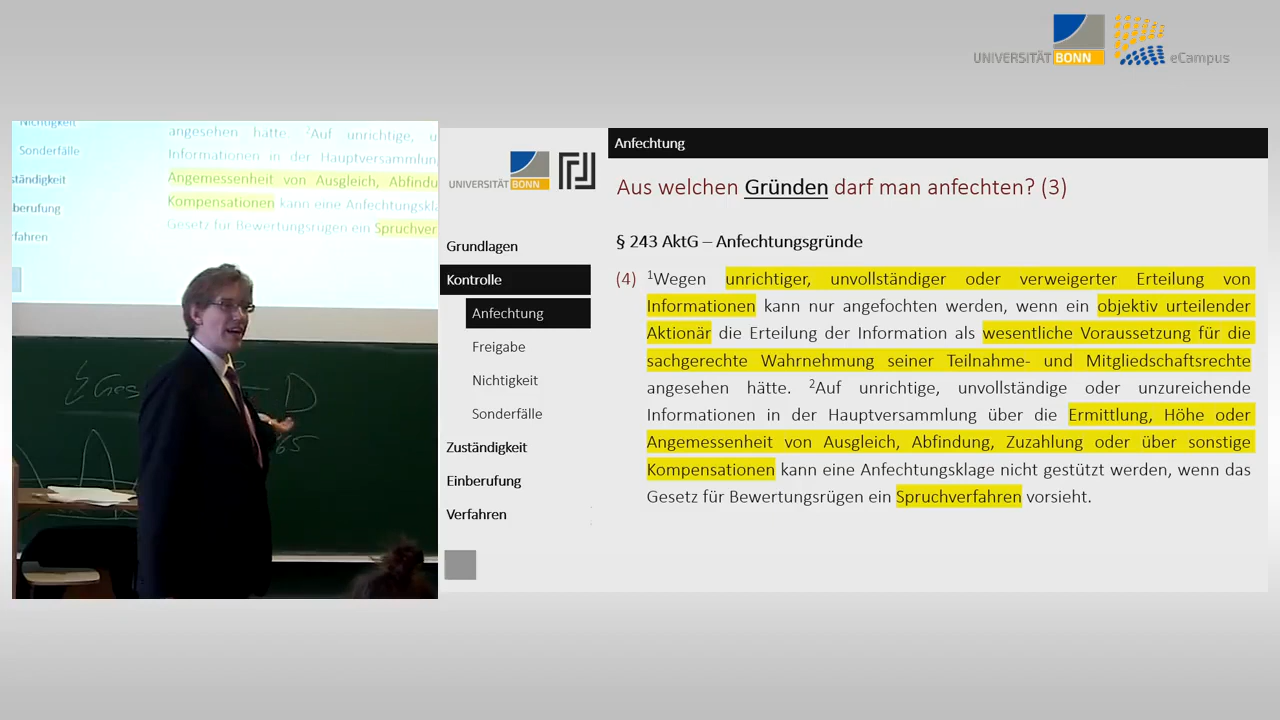 UNIVERSITÄT BONN
eCampus
Nichtigkeit
Sonderfälle
ständigkeit
berufung
fahren
angesehen hätte. ²Auf unrichtige, u
Informationen in der Hauptversammlung
Angemessenheit von Ausgleich, Abfindu
Kompensationen kann eine Anfechtungskla
Gesetz für Bewertungsrügen ein Spruchver
D
65
UNIVERSITÄT BONN
Grundlagen
Kontrolle
Anfechtung
Freigabe
Nichtigkeit
Sonderfälle
Zuständigkeit
Einberufung
Verfahren
Anfechtung
Aus welchen Gründen darf man anfechten? (3)
§ 243 AktG – Anfechtungsgründe
(4) ¹Wegen unrichtiger, unvollständiger oder verweigerter Erteilung von
Informationen kann nur angefochten werden, wenn ein objektiv urteilender
Aktionär die Erteilung der Information als wesentliche Voraussetzung für die
sachgerechte Wahrnehmung seiner Teilnahme- und Mitgliedschaftsrechte
angesehen hätte. ²Auf unrichtige, unvollständige oder unzureichende
Informationen in der Hauptversammlung über die Ermittlung, Höhe oder
Angemessenheit von Ausgleich, Abfindung, Zuzahlung oder über sonstige
Kompensationen kann eine Anfechtungsklage nicht gestützt werden, wenn das
Gesetz für Bewertungsrügen ein Spruchverfahren vorsieht.